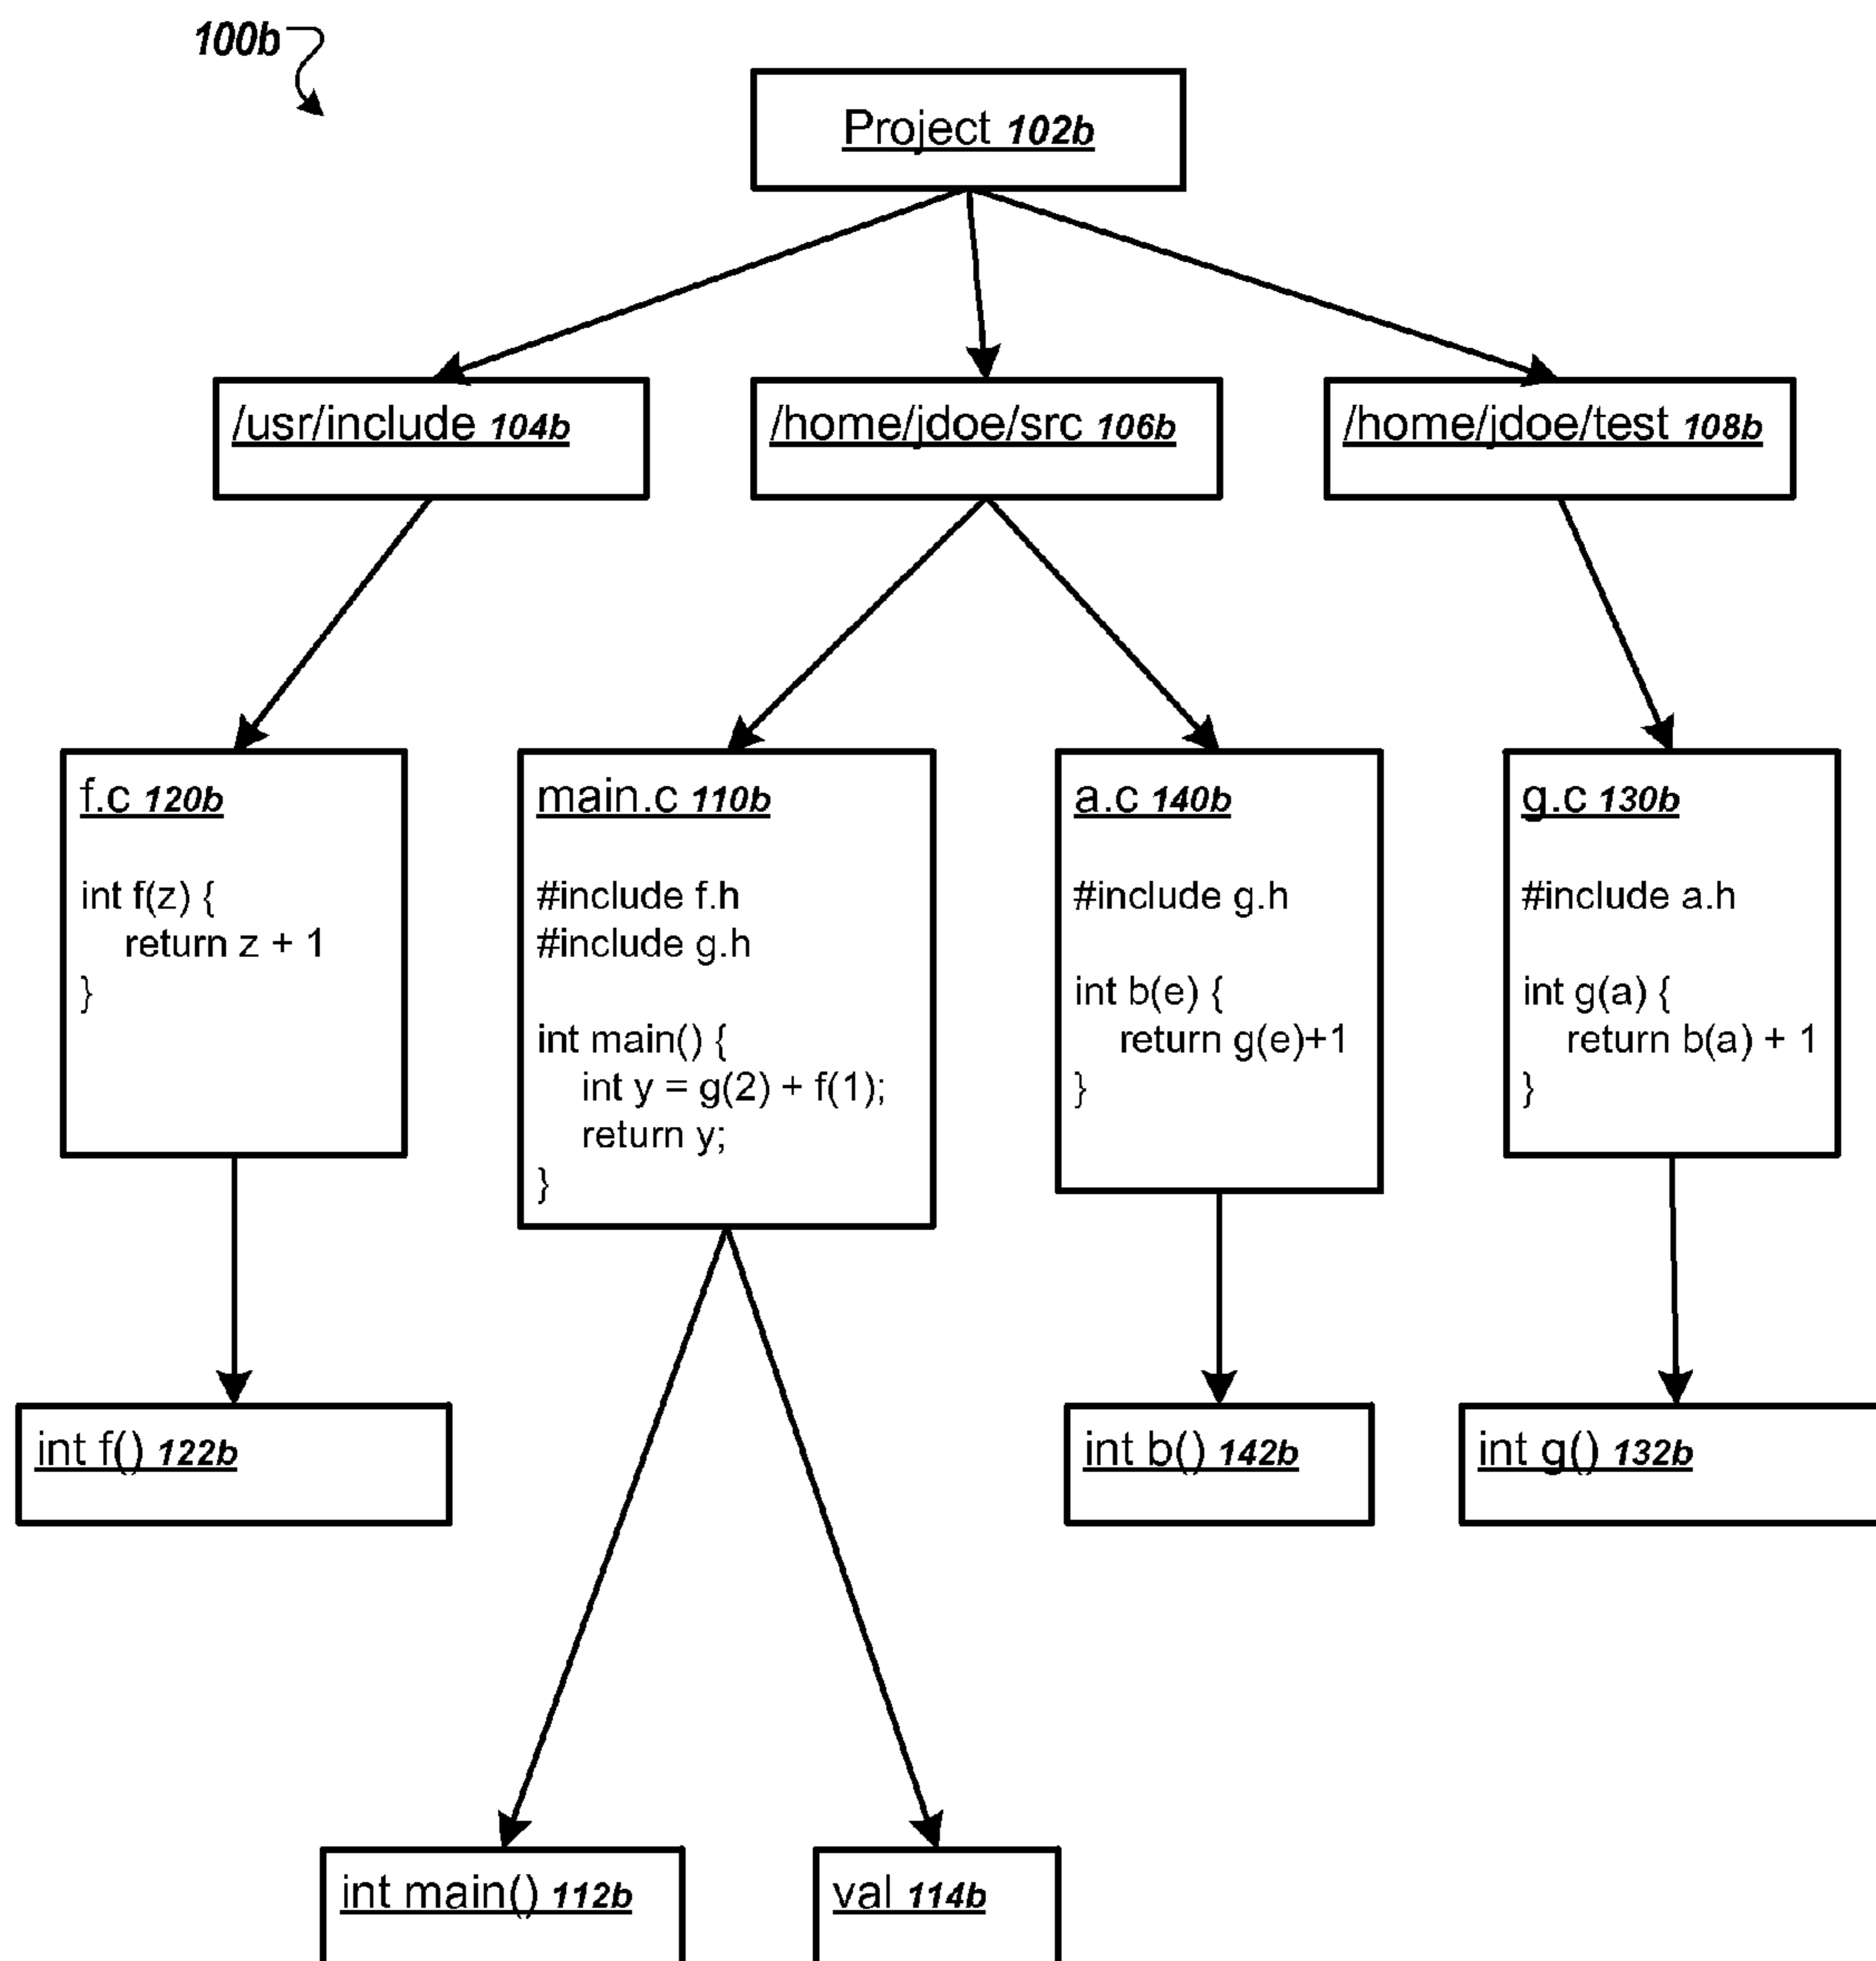 100b
Project 102b
/usr/include 104b
/home/jdoe/src 106b
/home/jdoe/test 108b
f.c 120b
int f(z) {
return z + 1
}
main.c 110b
#include f.h
#include g.h
int main() {
int y = g(2) + f(1);
return y;
}
a.c 140b
#include g.h
int b(e) {
return g(e)+1
}
g.c 130b
#include a.h
int g(a) {
return b(a) + 1
}
int f() 122b
int b() 142b
int g() 132b
int main() 112b
val 114b